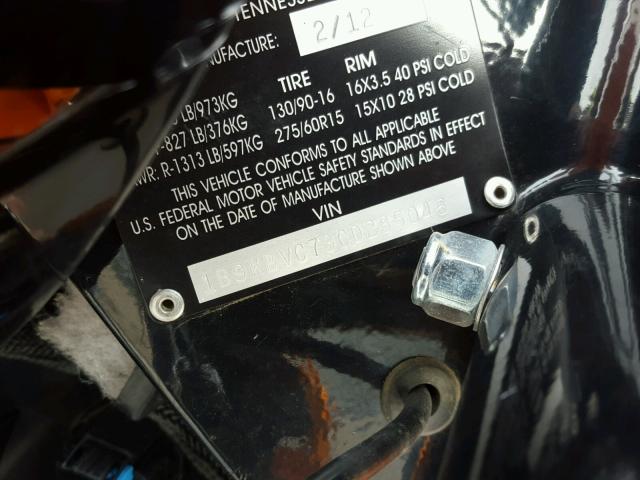 TENNESSE
NUFACTURE: 2/12
TIRE RIM
LB/973KG 130/90-16 16X3.5 40 PSI COLD
-827 LB/376KG 275/60R15 15X10 28 PSI COLD
WR: R-1313 LB/597KG
THIS VEHICLE CONFORMS TO ALL APPLICABLE
U.S. FEDERAL MOTOR VEHICLE SAFETY STANDARDS IN EFFECT
ON THE DATE OF MANUFACTURE SHOWN ABOVE
VIN